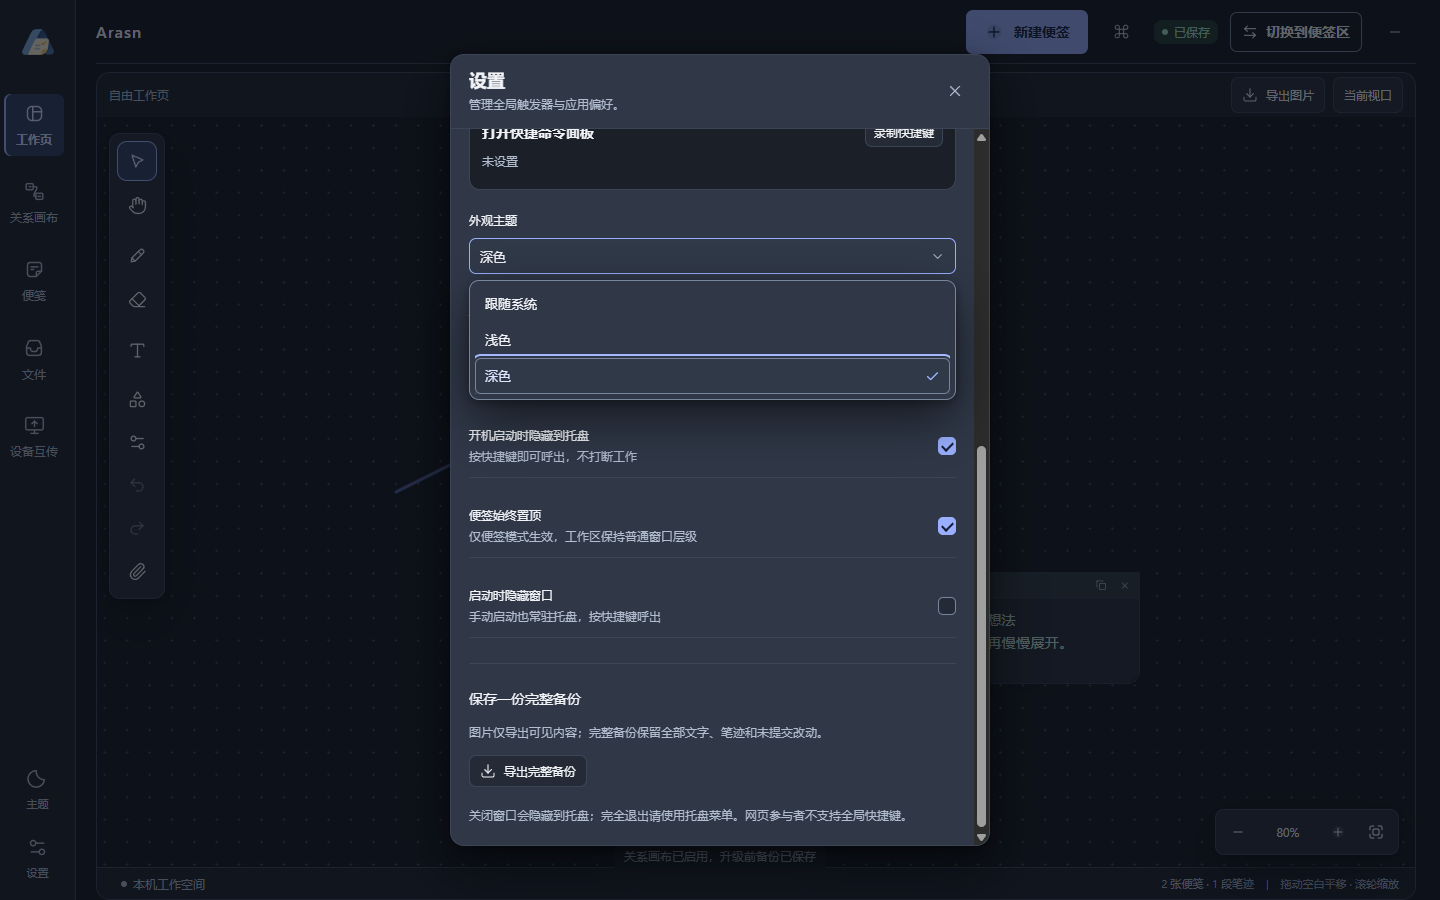 Arasn
新建便签
已保存
切换到便签区
工作页
关系画布
便笺
文件
设备互传
主题
设置
自由工作页
导出图片
当前视口
设置
管理全局触发器与应用偏好。
打开快捷命令面板
录制快捷键
未设置
外观主题
深色
跟随系统
浅色
深色
开机启动时隐藏到托盘
按快捷键即可呼出，不打断工作
便签始终置顶
仅便签模式生效，工作区保持普通窗口层级
启动时隐藏窗口
手动启动也常驻托盘，按快捷键呼出
保存一份完整备份
图片仅导出可见内容；完整备份保留全部文字、笔迹和未提交改动。
导出完整备份
关闭窗口会隐藏到托盘；完全退出请使用托盘菜单。网页参与者不支持全局快捷键。
想法
再慢慢展开。
80%
关系画布已启用，升级前备份已保存
本机工作空间
2 张便笺 · 1 段笔迹 | 拖动空白平移 · 滚轮缩放